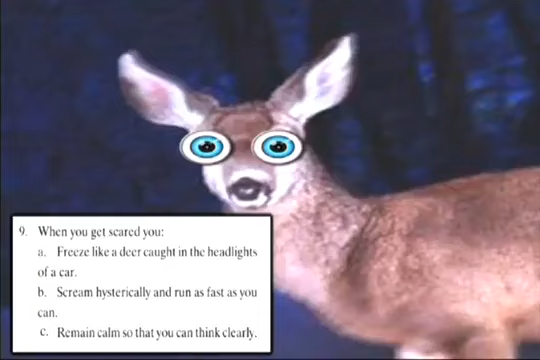 9. When you get scared you:
a. Freeze like a deer caught in the headlights
of a car.
b. Scream hysterically and run as fast as you
can.
c. Remain calm so that you can think clearly.